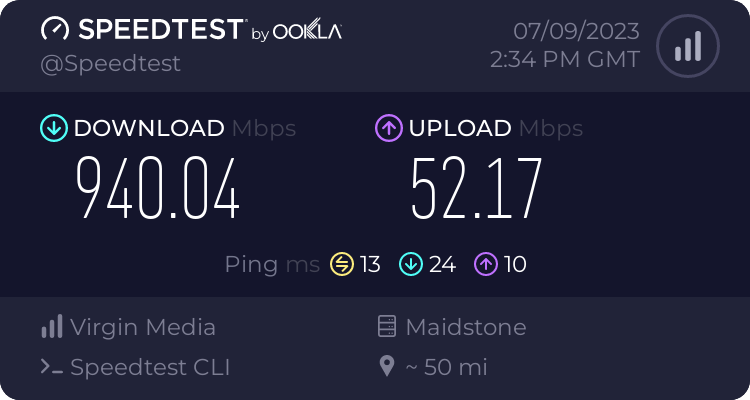 SPEEDTEST by OOKLA
@Speedtest
07/09/2023
2:34 PM GMT
DOWNLOAD Mbps
940.04
UPLOAD Mbps
52.17
Ping ms 13 24 10
Virgin Media
Maidstone
Speedtest CLI
~ 50 mi